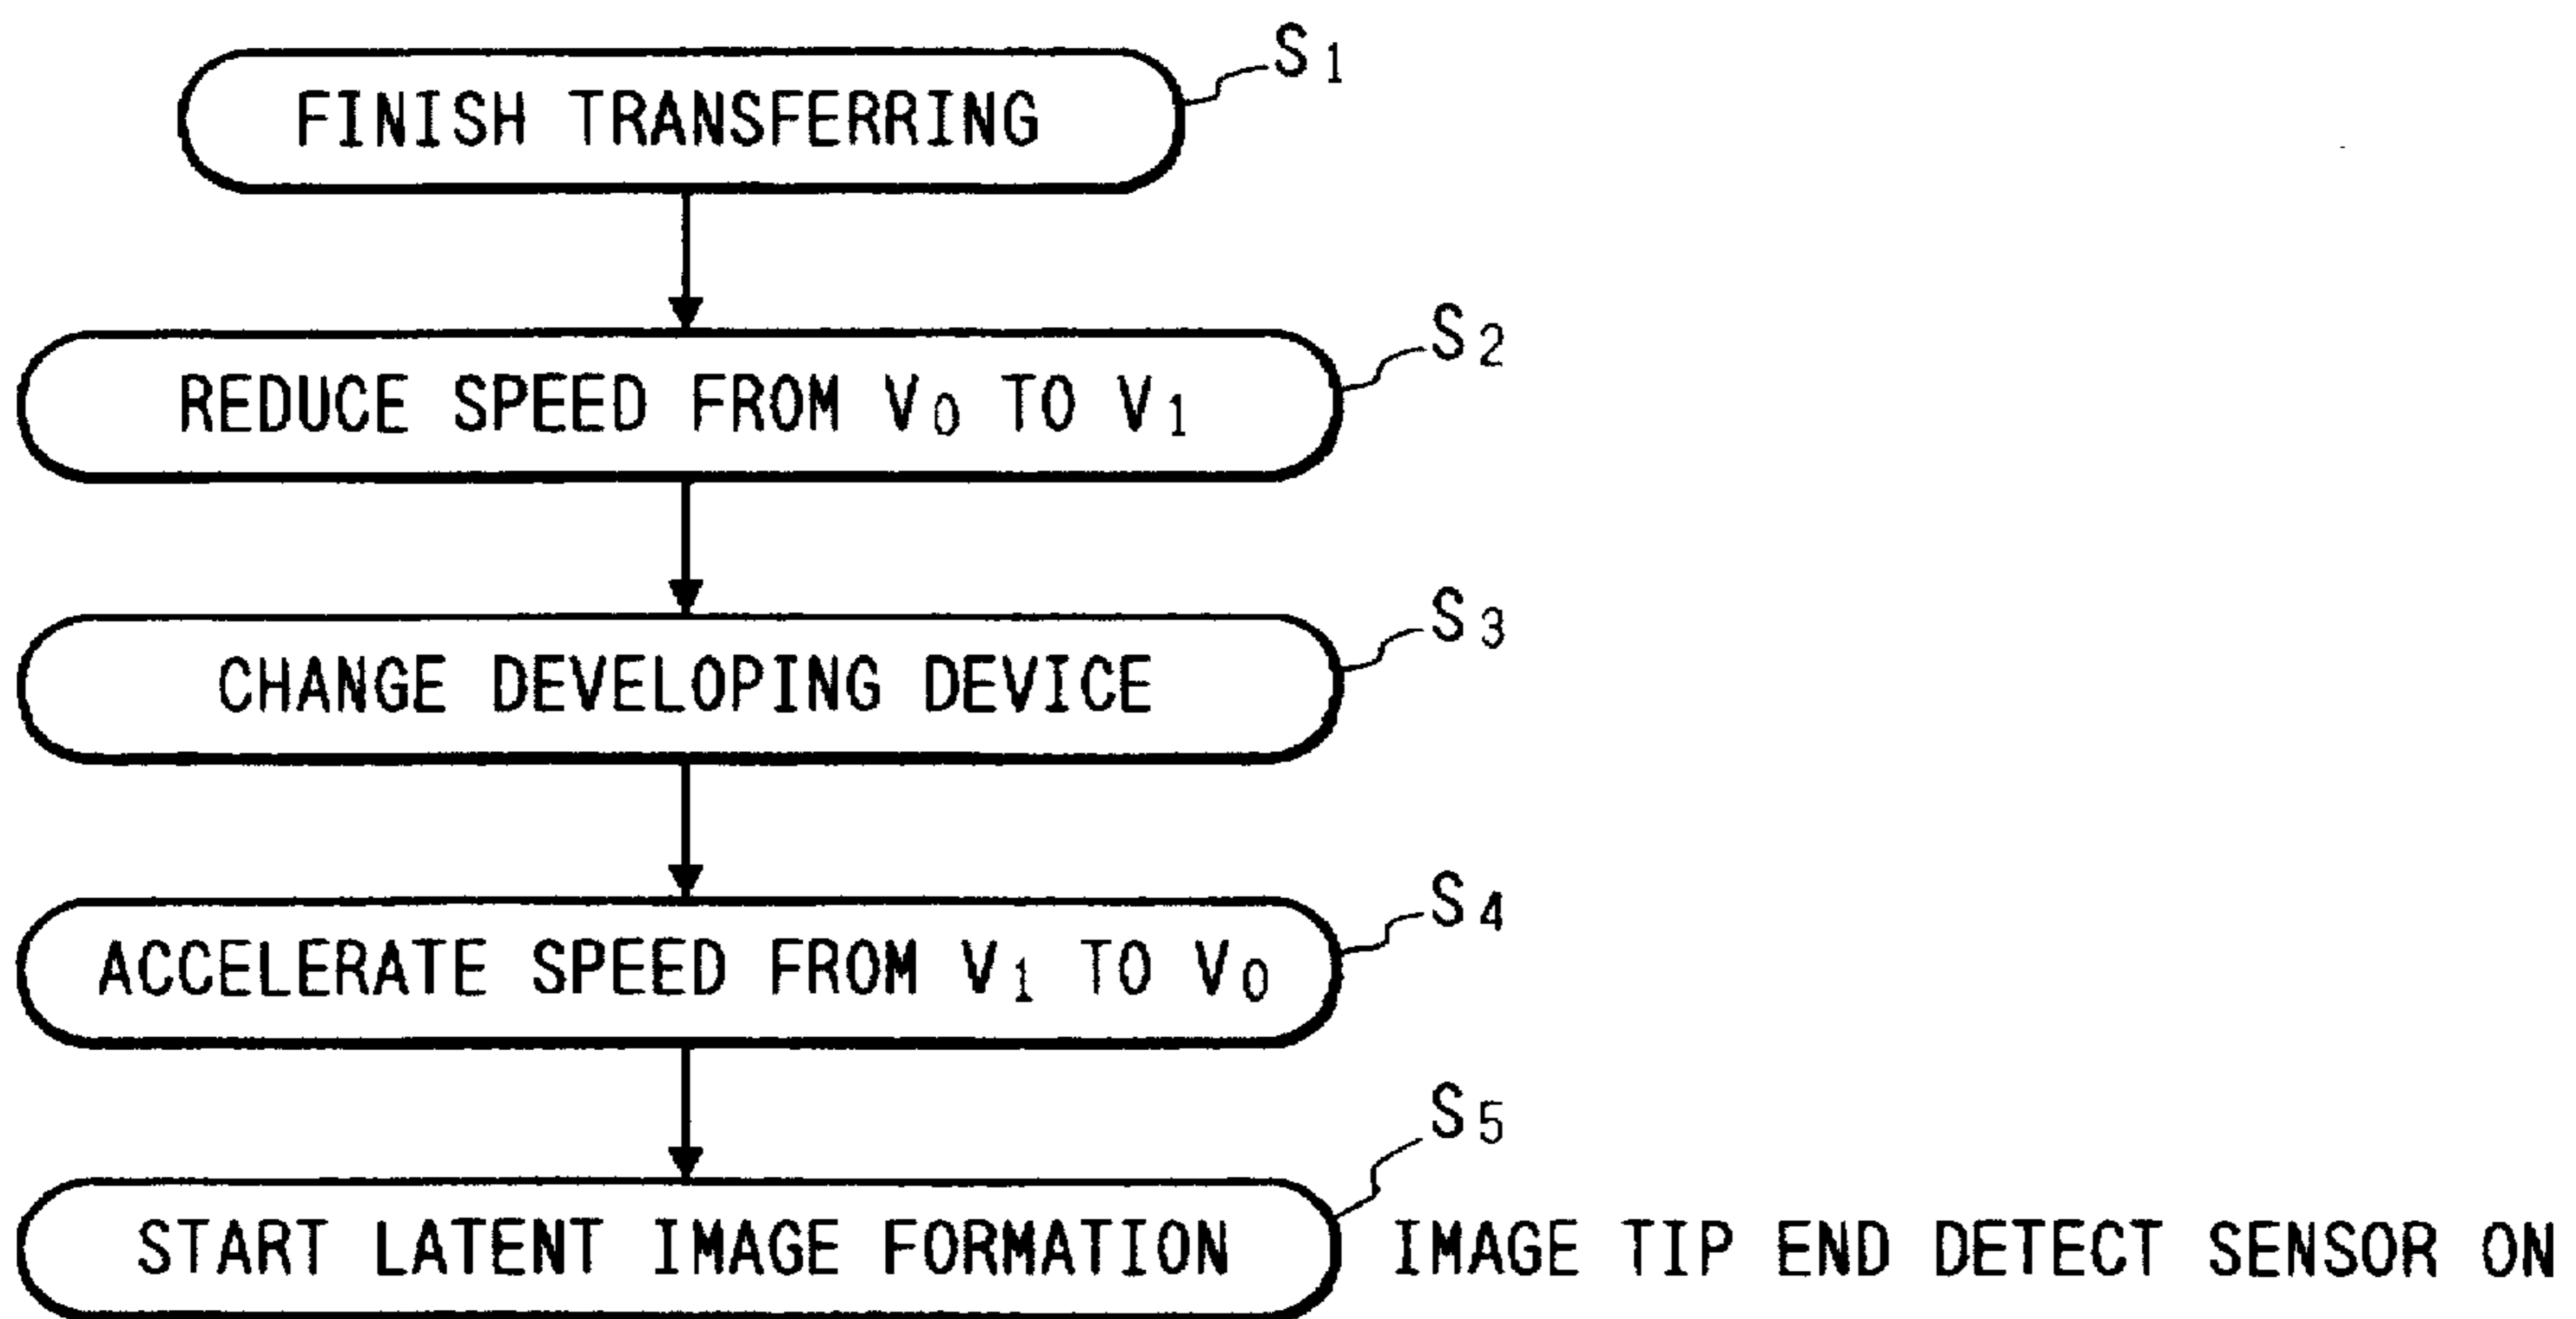 FINISH TRANSFERRING
S1
REDUCE SPEED FROM V0 TO V1
S2
CHANGE DEVELOPING DEVICE
S3
ACCELERATE SPEED FROM V1 TO V0
S4
START LATENT IMAGE FORMATION
S5
IMAGE TIP END DETECT SENSOR ON